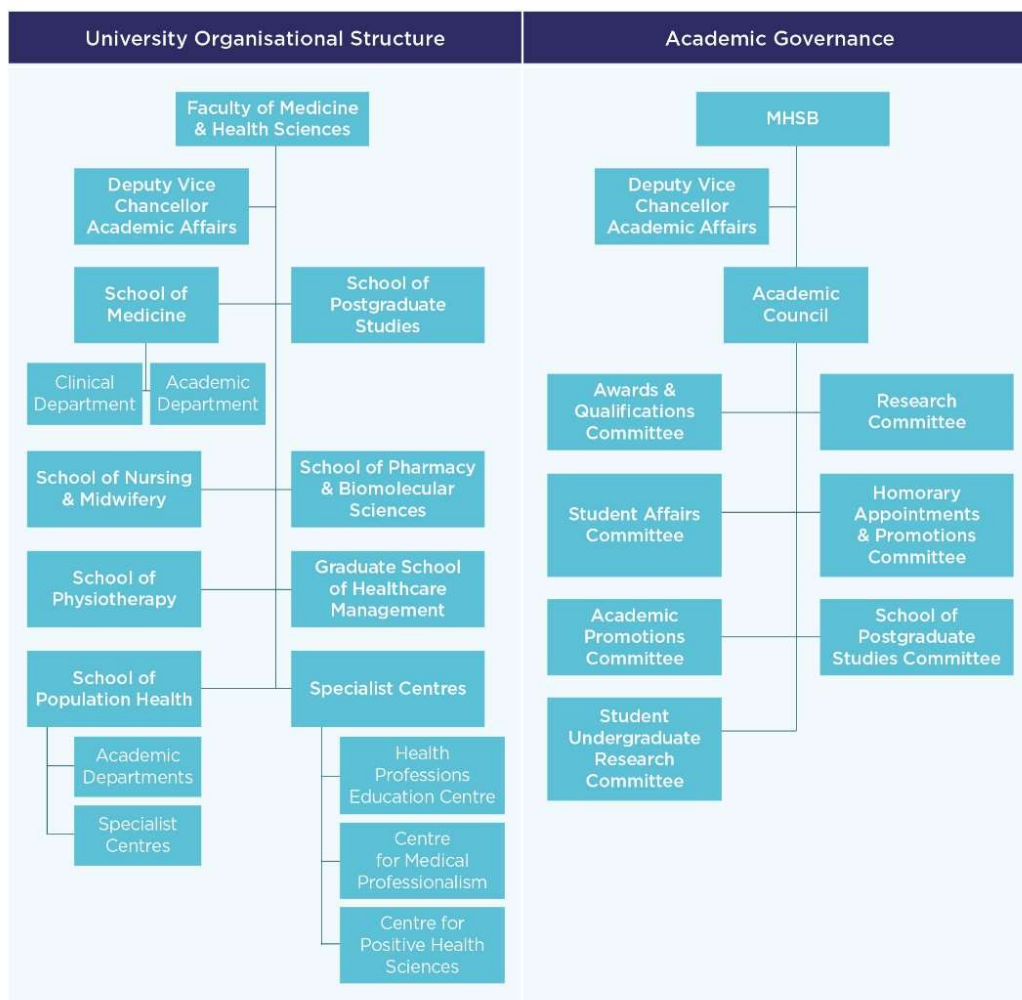 University Organisational Structure
Faculty of Medicine
& Health Sciences
Deputy Vice
Chancellor
Academic Affairs
School of
Medicine
School of
Postgraduate
Studies
Clinical
Department
Academic
Department
School of Nursing
& Midwifery
School of Pharmacy
& Biomolecular
Sciences
School of
Physiotherapy
Graduate School
of Healthcare
Management
School of
Population Health
Specialist Centres
Academic
Departments
Specialist
Centres
Health
Professions
Education Centre
Centre
for Medical
Professionalism
Centre for
Positive Health
Sciences
Academic Governance
MHSB
Deputy Vice
Chancellor
Academic Affairs
Academic
Council
Awards &
Qualifications
Committee
Research
Committee
Student Affairs
Committee
Homorary
Appointments
& Promotions
Committee
Academic
Promotions
Committee
School of
Postgraduate
Studies Committee
Student
Undergraduate
Research
Committee